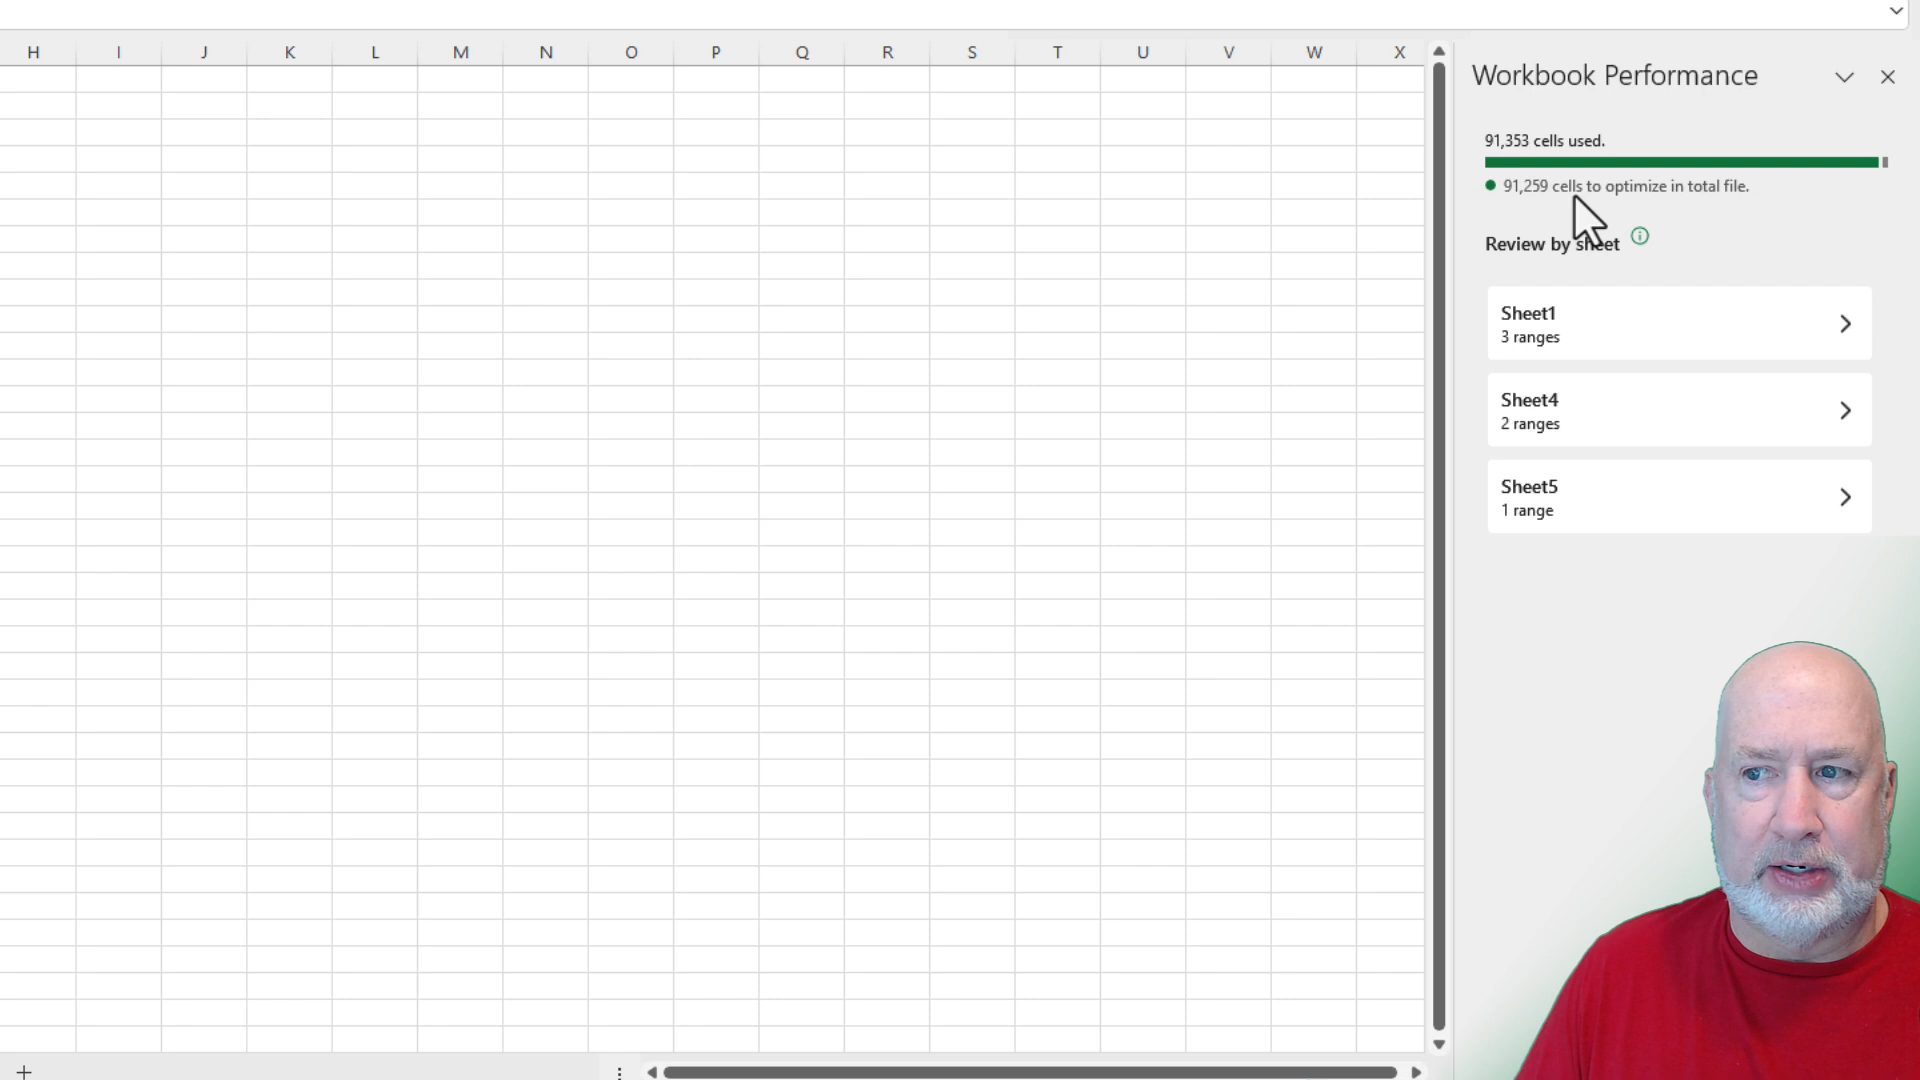 H I J K L M N O P Q R S T U V W X
Workbook Performance
91,353 cells used.
91,259 cells to optimize in total file.
Review by sheet
Sheet1
3 ranges
Sheet4
2 ranges
Sheet5
1 range